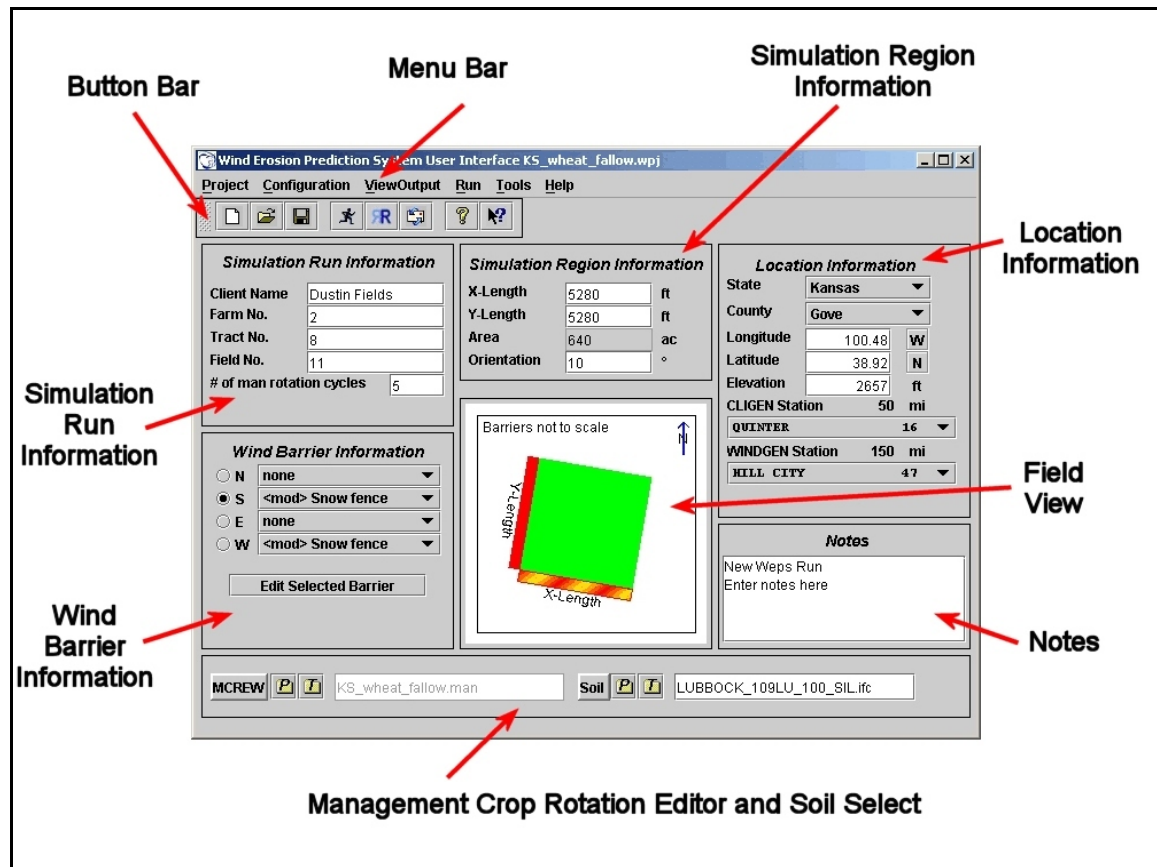 Button Bar
Menu Bar
Simulation Region
Information
Wind Erosion Prediction System User Interface KS_wheat_fallow.wpj
Project Configuration ViewOutput Run Tools Help
R
Location
Information
Simulation Run Information
Client Name Dustin Fields
Farm No. 2
Tract No. 8
Field No. 11
# of man rotation cycles 5
Simulation Region Information
X-Length 5280 ft
Y-Length 5280 ft
Area 640 ac
Orientation 10 °
Location Information
State Kansas
County Gove
Longitude 100.48 W
Latitude 38.92 N
Elevation 2657 ft
CLIGEN Station 50 mi
QUINTER 16
WINDGEN Station 150 mi
HILL CITY 47
Simulation
Run
Information
Wind Barrier Information
N none
S <mod> Snow fence
E none
W <mod> Snow fence
Edit Selected Barrier
Barriers not to scale
N
Y-Length
X-Length
Field
View
Notes
New Weps Run
Enter notes here
Wind
Barrier
Information
Notes
MCREW P T KS_wheat_fallow.man Soil P T LUBBOCK_109LU_100_SIL.ifc
Management Crop Rotation Editor and Soil Select